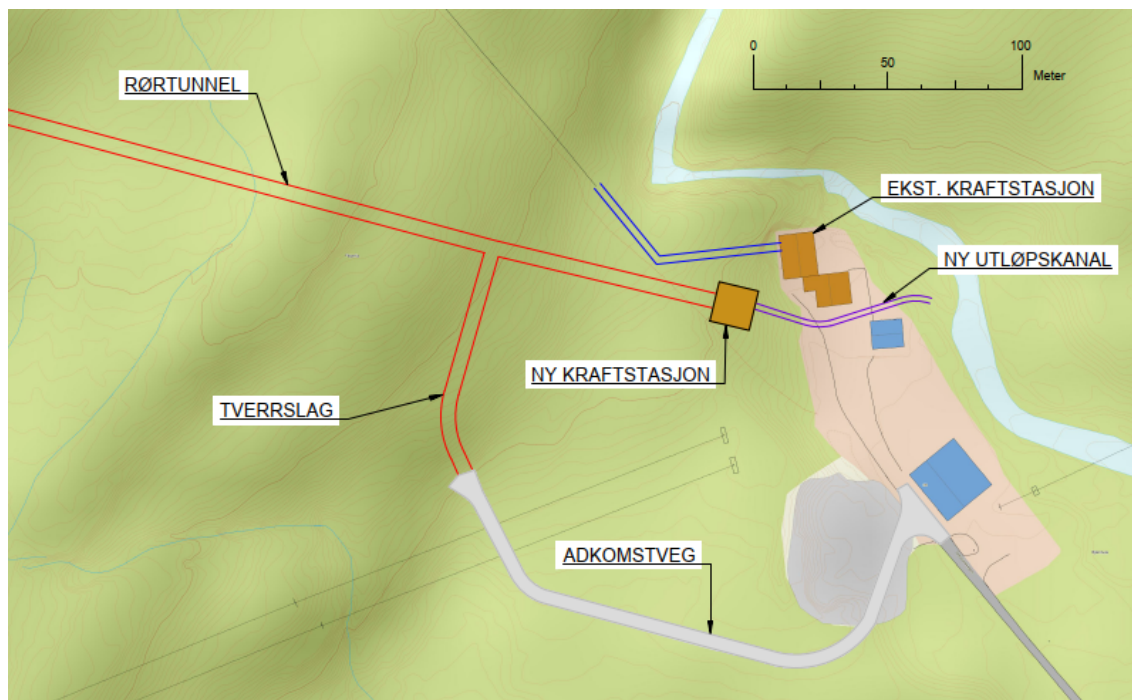 0
100
50
Meter
RØRTUNNEL
EKST. KRAFTSTASJON
NY UTLØPSKANAL
NY KRAFTSTASJON
TVERRSLAG
ADKOMSTVEG